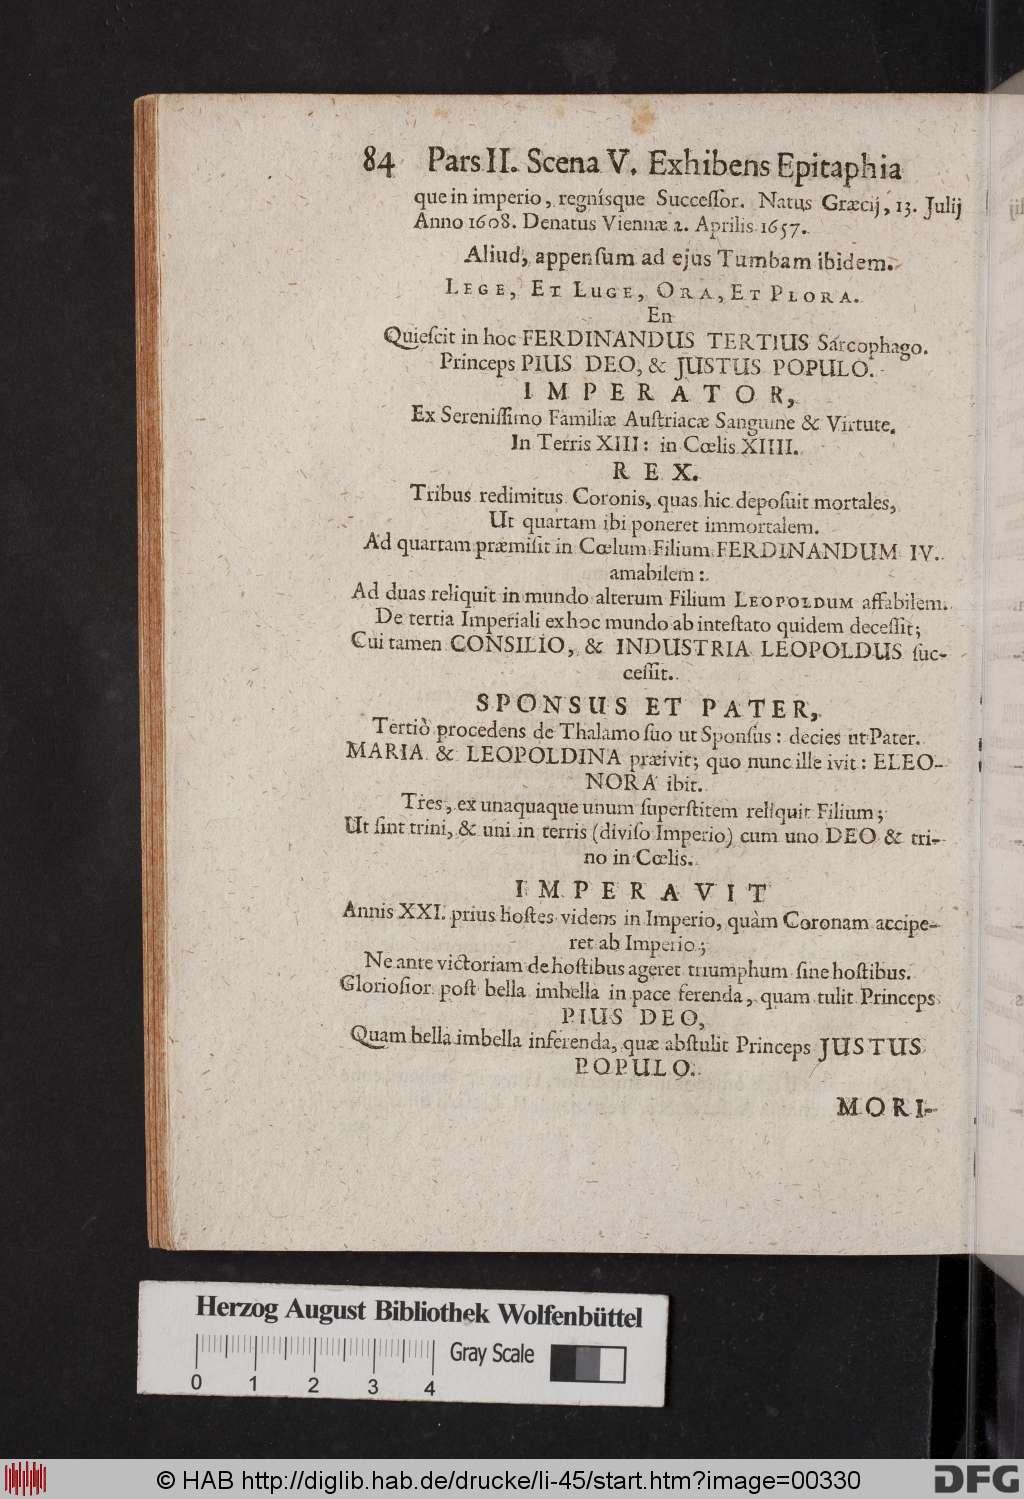 84 Pars II. Scena V. Exhibens Epitaphia
que in imperio, regnísque Succeſſor. Natus Græcij, 13. Julij
Anno 1608. Denatus Viennæ 2. Aprilis 1657.
Aliud, appenſum ad ejus Tumbam ibidem.
LEGE, ET LUGE, ORA, ET PLORA.
En
Quieſcit in hoc FERDINANDUS TERTIUS Sarcophago.
Princeps PIUS DEO, & JUSTUS POPULO.
IMPERATOR,
Ex Sereniſſimo Familiæ Auſtriacæ Sanguine & Virtute.
In Terris XIII: in Cœlis XIIII.
REX.
Tribus redimitus Coronis, quas hic depoſuit mortales,
Ut quartam ibi poneret immortalem.
Ad quartam præmiſit in Cœlum Filium FERDINANDUM IV.
amabilem:
Ad duas reliquit in mundo alterum Filium LEOPOLDUM affabilem.
De tertia Imperiali ex hoc mundo ab inteſtato quidem deceſſit;
Cui tamen CONSILIO, & INDUSTRIA LEOPOLDUS ſuc-
ceſſit.
SPONSUS ET PATER,
Tertiò procedens de Thalamo ſuo ut Sponſus: decies ut Pater.
MARIA & LEOPOLDINA præivit; quo nunc ille ivit: ELEO-
NORA ibit.
Tres, ex unaquaque unum ſuperſtitem reliquit Filium;
Ut ſint trini, & uni in terris (diviſo Imperio) cum uno DEO & tri-
no in Cœlis.
IMPERAVIT
Annis XXI. prius hoſtes videns in Imperio, quàm Coronam accipe-
ret ab Imperio;
Ne ante victoriam de hoſtibus ageret triumphum ſine hoſtibus.
Glorioſior poſt bella imbella in pace ferenda, quam tulit Princeps
PIUS DEO,
Quam bella imbella inferenda, quæ abſtulit Princeps JUSTUS
POPULO.
MORI-
Herzog August Bibliothek Wolfenbüttel
Gray Scale
0 1 2 3 4
© HAB http://diglib.hab.de/drucke/li-45/start.htm?image=00330
DFG